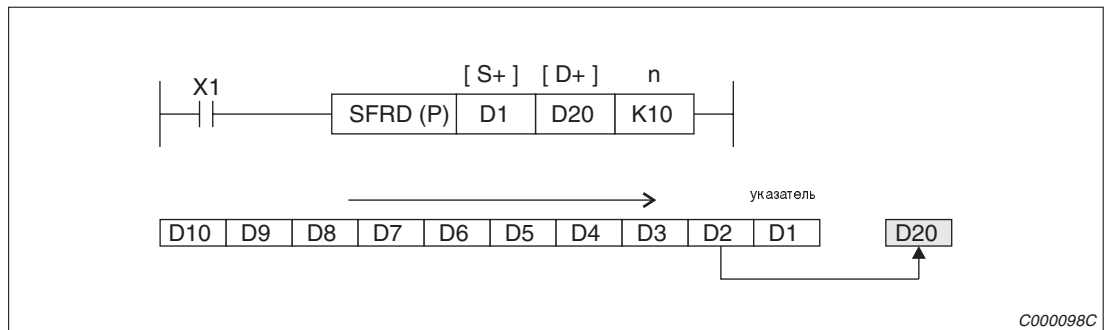 [ S+ ] [ D+ ] n
X1
SFRD (P) D1 D20 K10
указатель
D10 D9 D8 D7 D6 D5 D4 D3 D2 D1 D20
C000098C